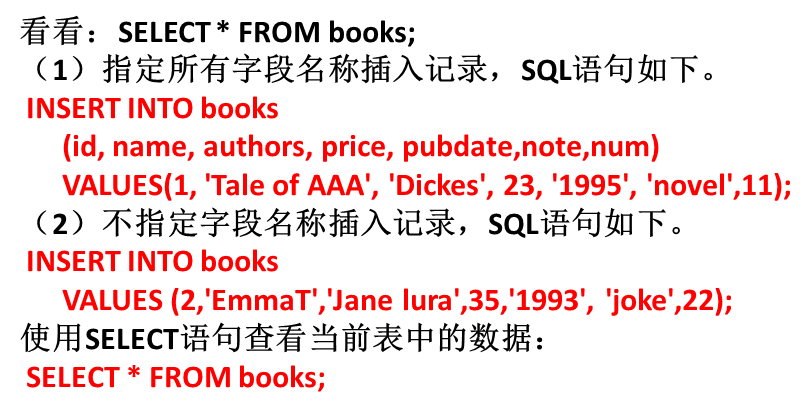 看看：SELECT * FROM books;
（1）指定所有字段名称插入记录，SQL语句如下。
INSERT INTO books
(id, name, authors, price, pubdate,note,num)
VALUES(1, 'Tale of AAA', 'Dickes', 23, '1995', 'novel',11);
（2）不指定字段名称插入记录，SQL语句如下。
INSERT INTO books
VALUES (2,'EmmaT','Jane lura',35,'1993', 'joke',22);
使用SELECT语句查看当前表中的数据：
SELECT * FROM books;